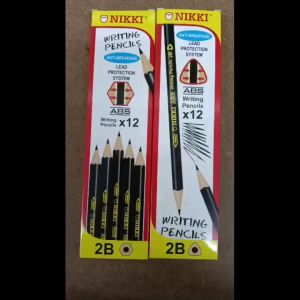 NIKKI
WRITING
PENCILS
ANTI-BREAKAGE
LEAD
PROTECTION
SYSTEM
ABS
Writing
Pencils x12
2B
NIKKI
ANTI-BREAKAGE
LEAD
PROTECTION
SYSTEM
ABS
Writing
Pencils x12
NIKKI
WRITING
PENCILS
2B